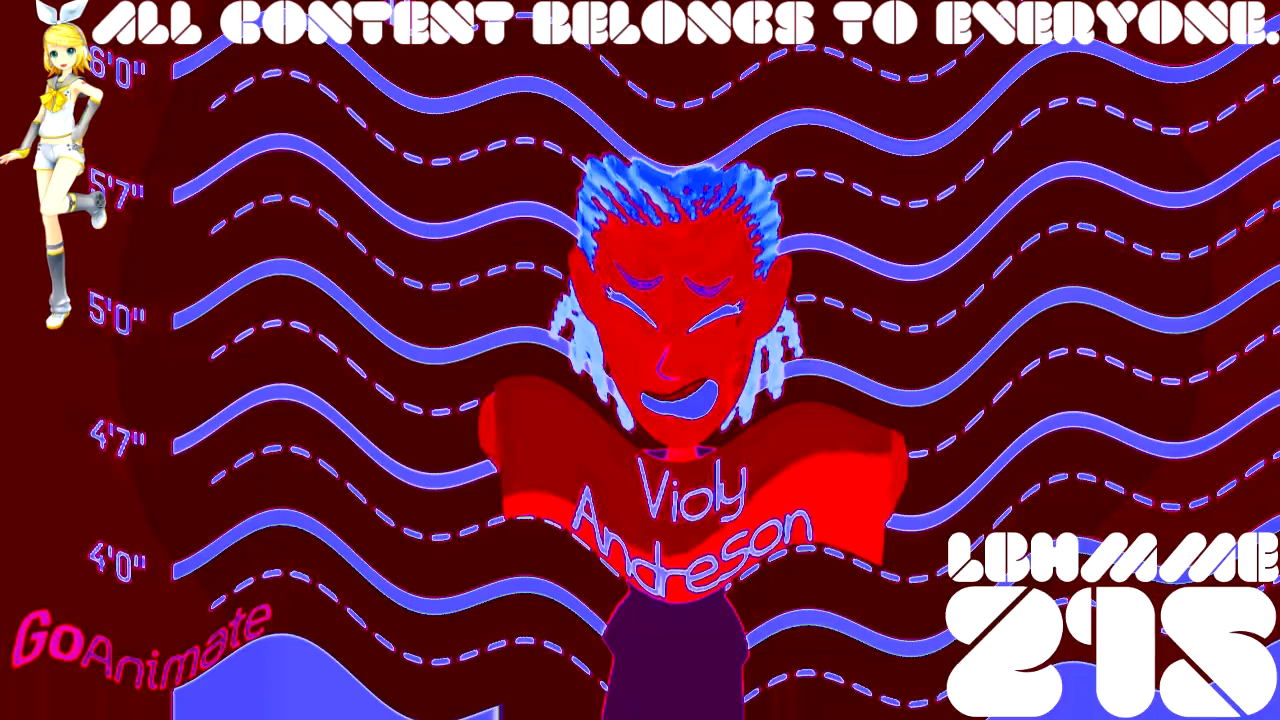 ALL CONTENT BELONGS TO EVERYONE.
6'0"
5'7"
5'0"
4'7"
4'0"
Violy
Andreson
GoAnimate
LBHMME
295